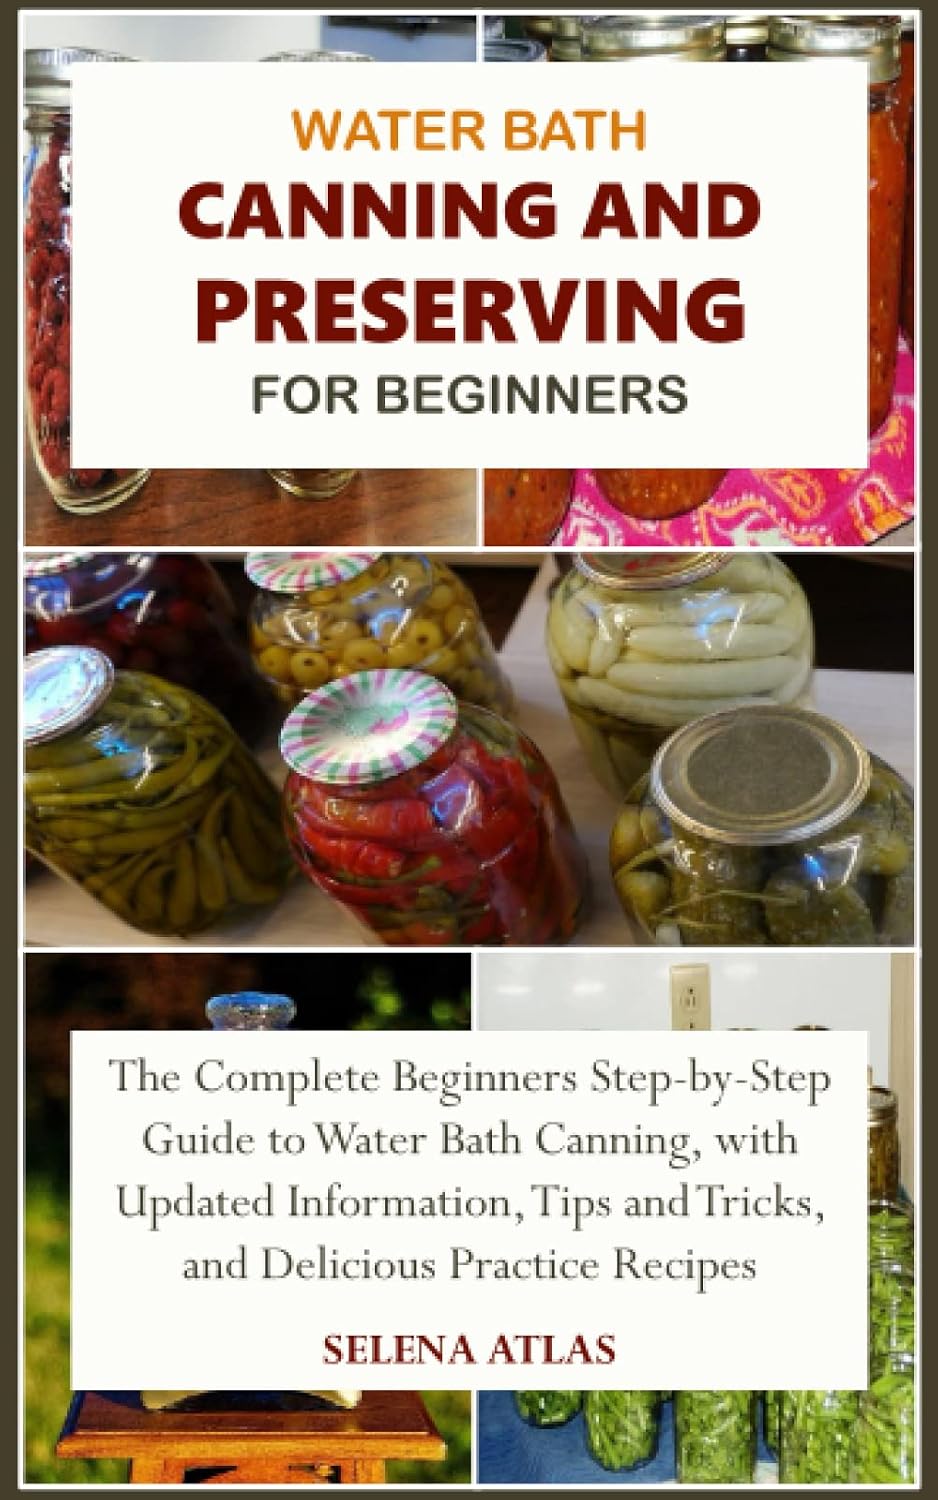 WATER BATH
CANNING AND
PRESERVING
FOR BEGINNERS
The Complete Beginners Step-by-Step
Guide to Water Bath Canning, with
Updated Information, Tips and Tricks,
and Delicious Practice Recipes
SELENA ATLAS